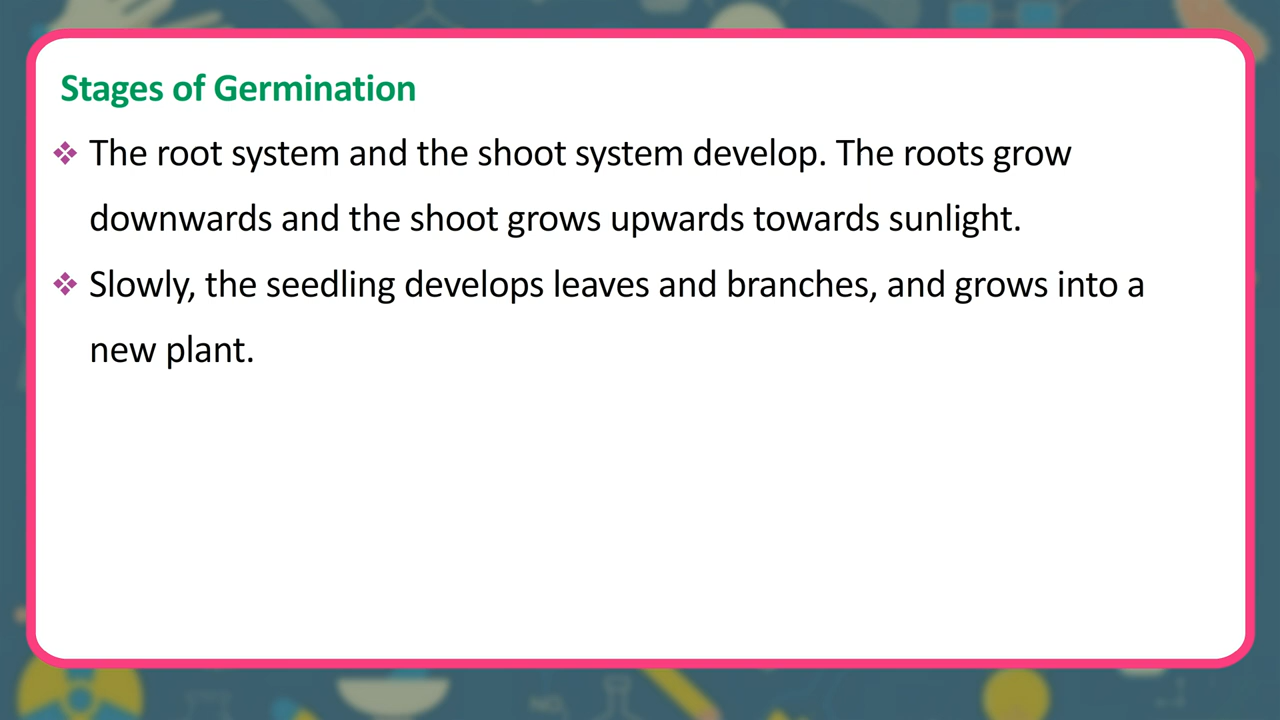 Stages of Germination
❖ The root system and the shoot system develop. The roots grow
downwards and the shoot grows upwards towards sunlight.
❖ Slowly, the seedling develops leaves and branches, and grows into a
new plant.
NO₂